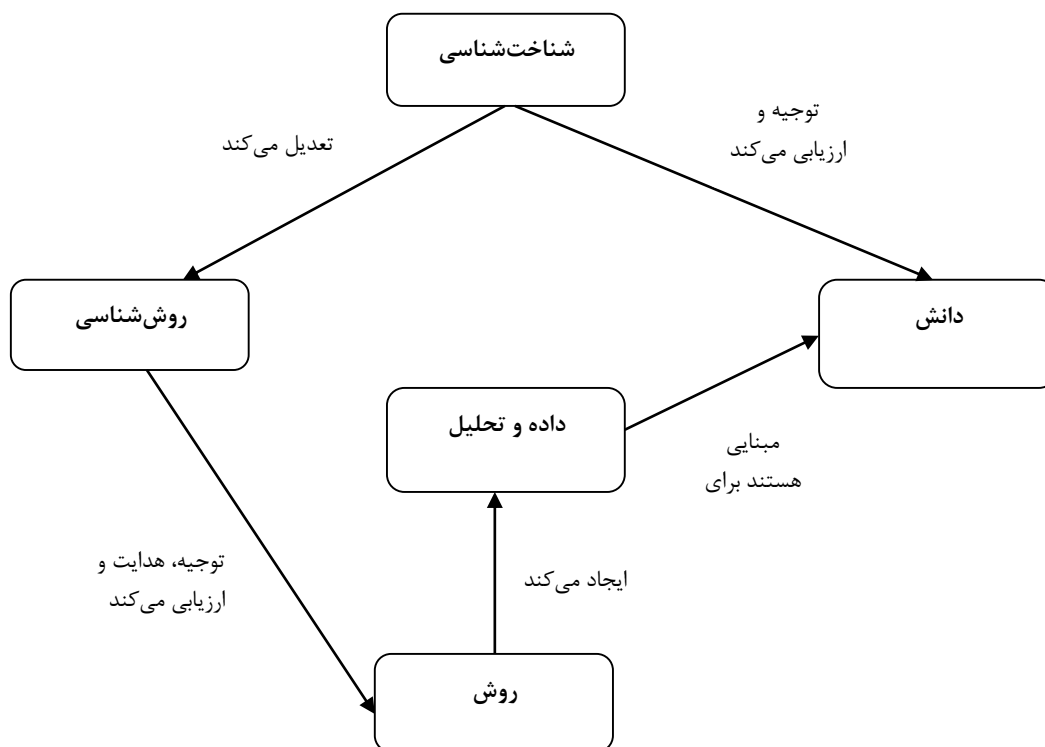 شناخت‌شناسی
توجیه و
ارزیابی می‌کند
تعدیل می‌کند
دانش
روش‌شناسی
داده و تحلیل
مبنایی
هستند برای
توجیه، هدایت و
ارزیابی می‌کند
ایجاد می‌کند
روش